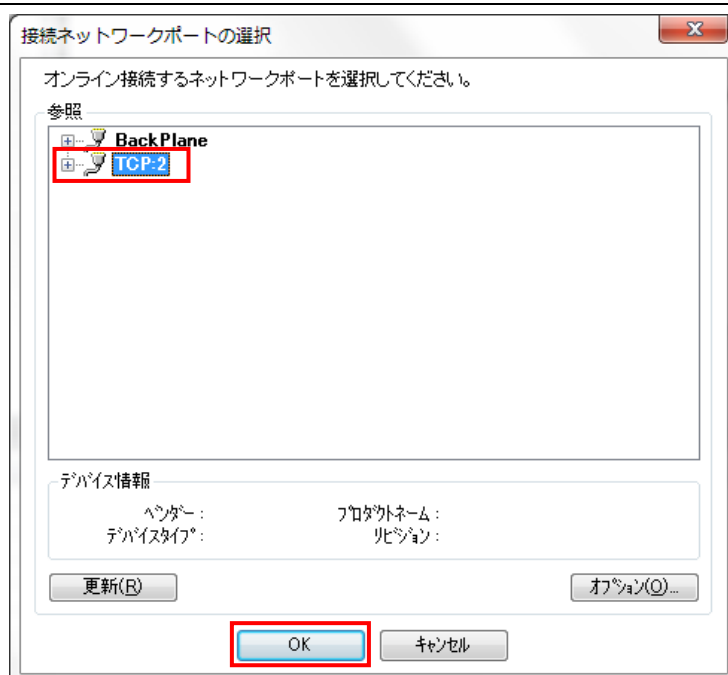 接続ネットワークポートの選択
オンライン接続するネットワークポートを選択してください。
参照
BackPlane
TCP:2
デバイス情報
ベンダー : プロダクトネーム :
デバイスタイプ : リビジョン :
更新(R) オプション(O)...
OK キャンセル